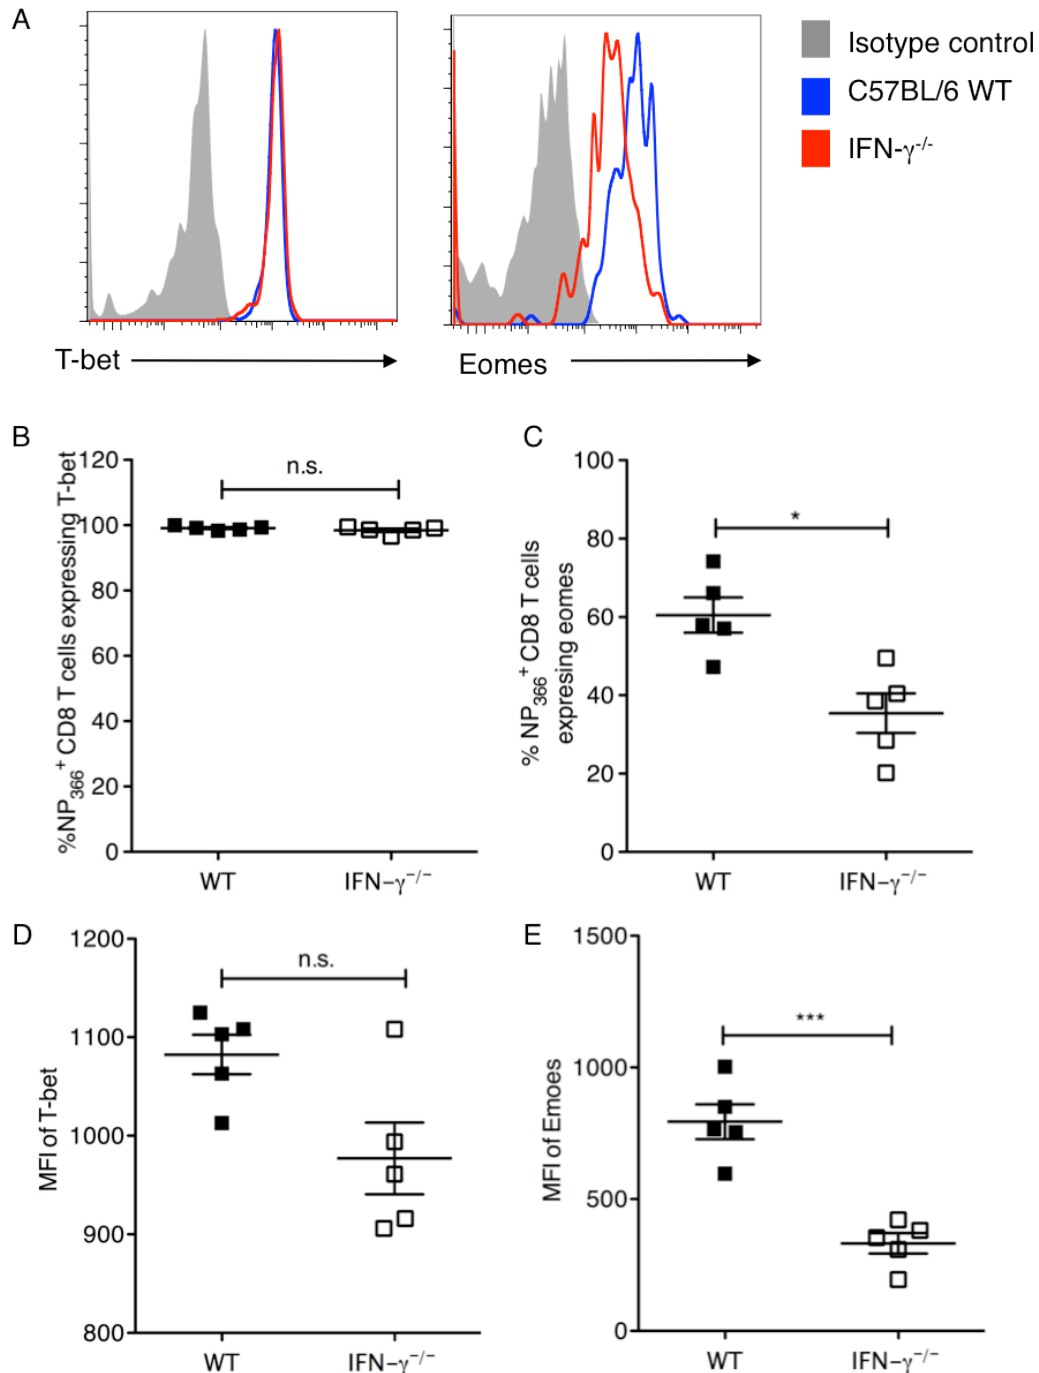 A
Isotype control
C57BL/6 WT
IFN-γ-/-
T-bet
Eomes
B
%NP366+ CD8 T cells expressing T-bet
120
100
80
60
40
20
0
n.s.
WT
IFN−γ−/−
C
% NP366+ CD8 T cells
expresing eomes
100
80
60
40
20
0
*
WT
IFN−γ−/−
D
MFI of T-bet
1200
1100
1000
900
800
n.s.
WT
IFN−γ−/−
E
MFI of Emoes
1500
1000
500
0
***
WT
IFN−γ−/−